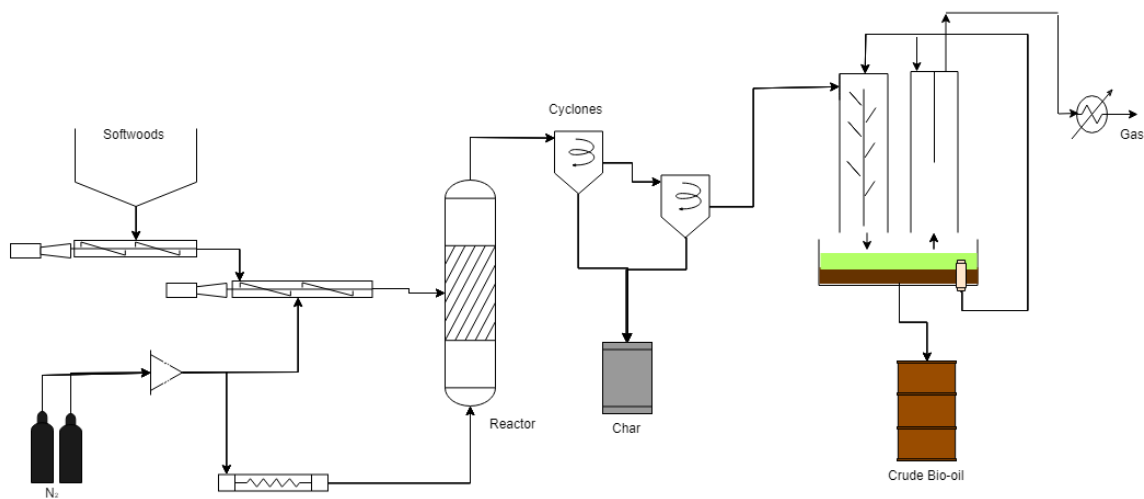 Softwoods
Cyclones
Gas
Reactor
Char
Crude Bio-oil
N₂